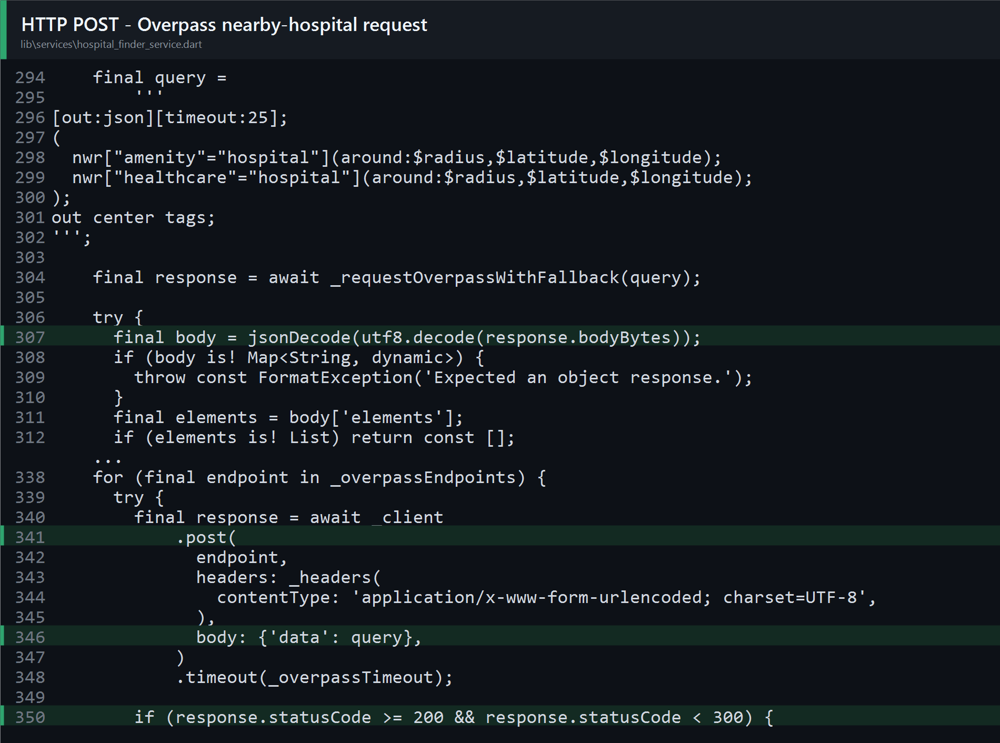 HTTP POST - Overpass nearby-hospital request
lib\services\hospital_finder_service.dart
294     final query =
295         '''
296 [out:json][timeout:25];
297 (
298   nwr["amenity"="hospital"](around:$radius,$latitude,$longitude);
299   nwr["healthcare"="hospital"](around:$radius,$latitude,$longitude);
300 );
301 out center tags;
302 ''';
303
304     final response = await _requestOverpassWithFallback(query);
305
306     try {
307       final body = jsonDecode(utf8.decode(response.bodyBytes));
308       if (body is! Map<String, dynamic>) {
309         throw const FormatException('Expected an object response.');
310       }
311       final elements = body['elements'];
312       if (elements is! List) return const [];
    ...
338     for (final endpoint in _overpassEndpoints) {
339       try {
340         final response = await _client
341             .post(
342               endpoint,
343               headers: _headers(
344                 contentType: 'application/x-www-form-urlencoded; charset=UTF-8',
345               ),
346               body: {'data': query},
347             )
348             .timeout(_overpassTimeout);
349
350         if (response.statusCode >= 200 && response.statusCode < 300) {